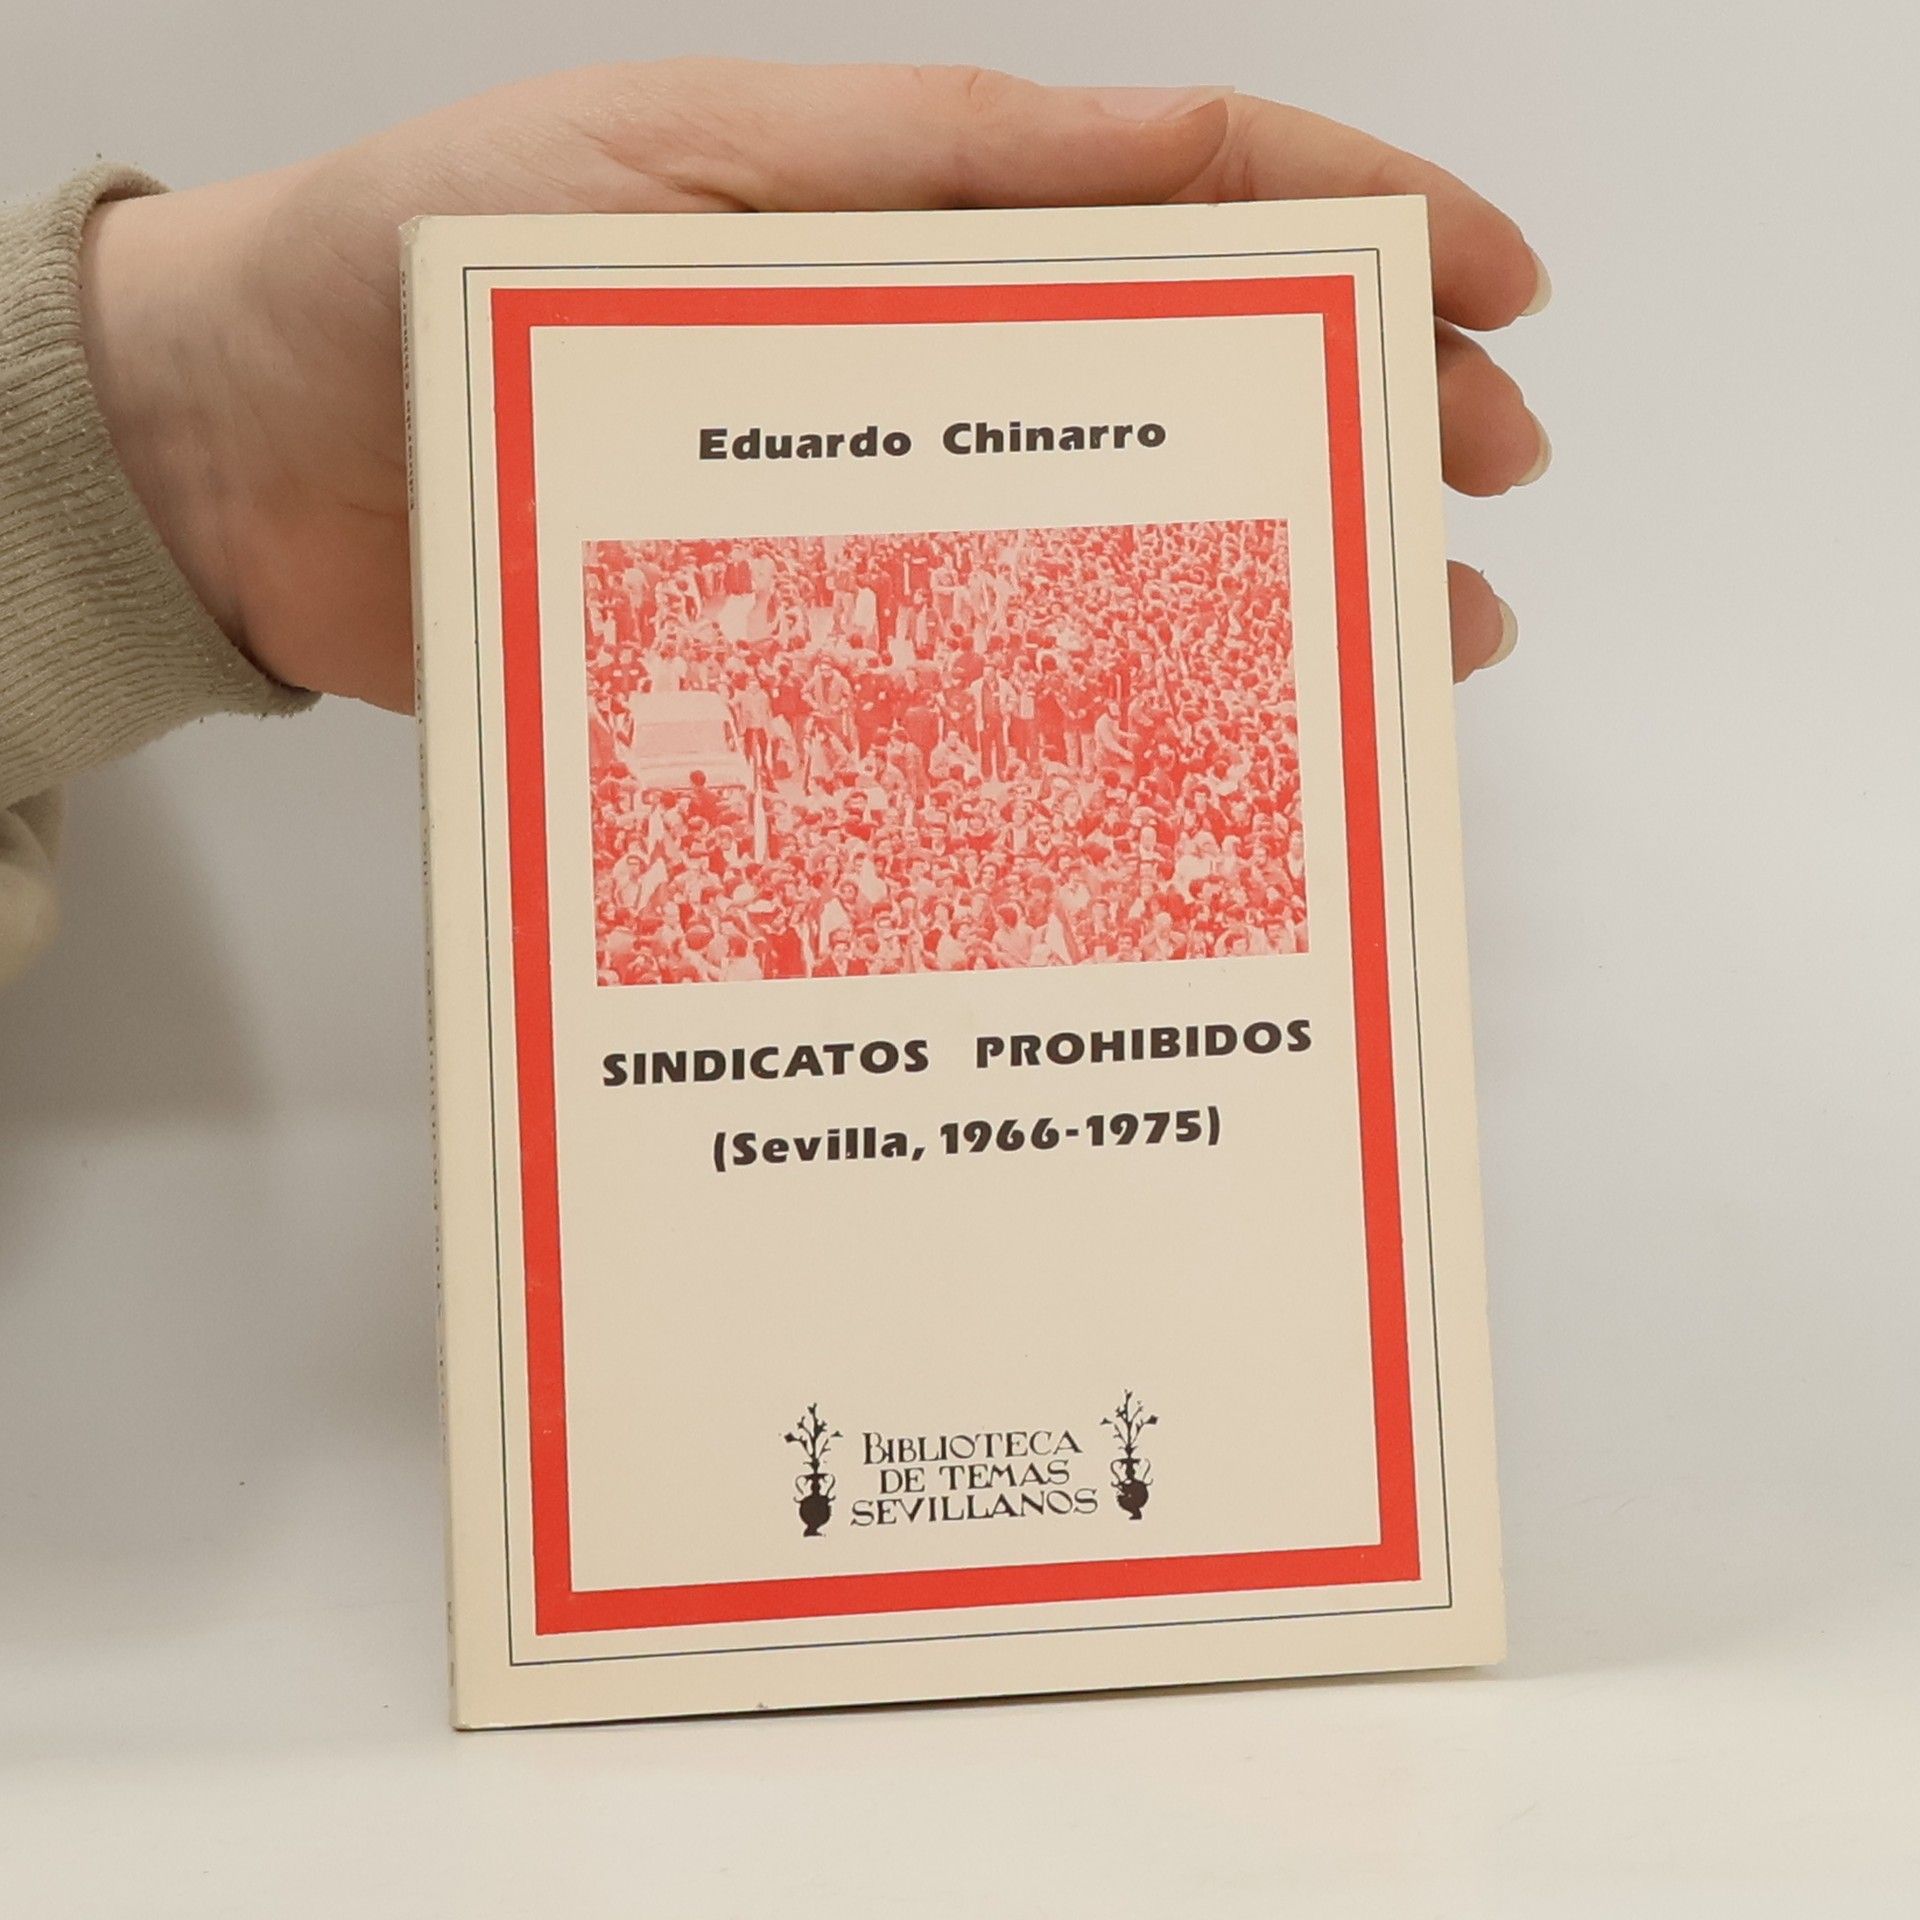 Eduardo Chinarro
SINDICATOS PROHIBIDOS
(Sevilla, 1966-1975)
BIBLIOTECA
DE TEMAS
SEVILLANOS